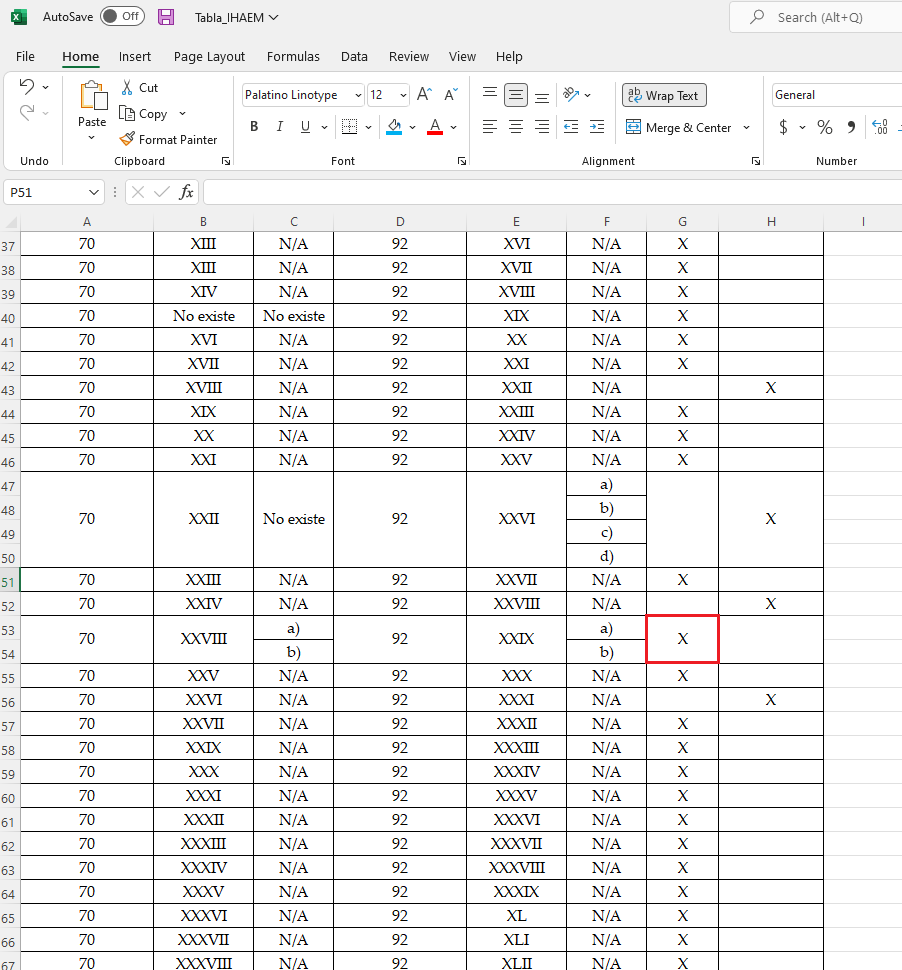 AutoSave Off Tabla_IHAEM Search (Alt+Q)
File Home Insert Page Layout Formulas Data Review View Help
Paste Cut Copy Format Painter
Palatino Linotype 12 B I U A
ab Wrap Text Merge & Center
General $ % 9 .00
Undo Clipboard Font Alignment Number
P51 fx
A B C D E F G H I
37 70 XIII N/A 92 XVI N/A X
38 70 XIII N/A 92 XVII N/A X
39 70 XIV N/A 92 XVIII N/A X
40 70 No existe No existe 92 XIX N/A X
41 70 XVI N/A 92 XX N/A X
42 70 XVII N/A 92 XXI N/A X
43 70 XVIII N/A 92 XXII N/A X
44 70 XIX N/A 92 XXIII N/A X
45 70 XX N/A 92 XXIV N/A X
46 70 XXI N/A 92 XXV N/A X
47 a)
48 b)
70 XXII No existe 92 XXVI X
49 c)
50 d)
51 70 XXIII N/A 92 XXVII N/A X
52 70 XXIV N/A 92 XXVIII N/A X
53 a) a)
70 XXVIII 92 XXIX X
54 b) b)
55 70 XXV N/A 92 XXX N/A X
56 70 XXVI N/A 92 XXXI N/A X
57 70 XXVII N/A 92 XXXII N/A X
58 70 XXIX N/A 92 XXXIII N/A X
59 70 XXX N/A 92 XXXIV N/A X
60 70 XXXI N/A 92 XXXV N/A X
61 70 XXXII N/A 92 XXXVI N/A X
62 70 XXXIII N/A 92 XXXVII N/A X
63 70 XXXIV N/A 92 XXXVIII N/A X
64 70 XXXV N/A 92 XXXIX N/A X
65 70 XXXVI N/A 92 XL N/A X
66 70 XXXVII N/A 92 XLI N/A X
67 70 XXXVIII N/A 92 XLII N/A X